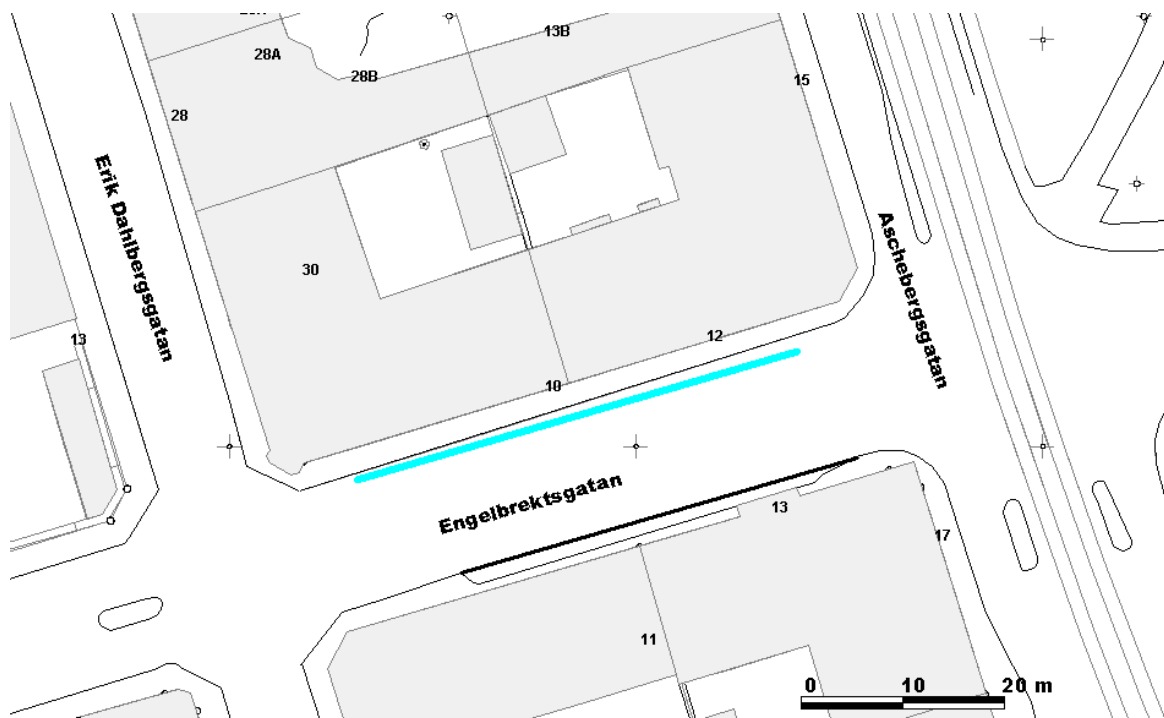 13B
28A
28B
15
28
Erik Dahlbergsgatan
Aschebergsgatan
30
13
12
10
Engelbrektsgatan
13
17
11
0 10 20 m